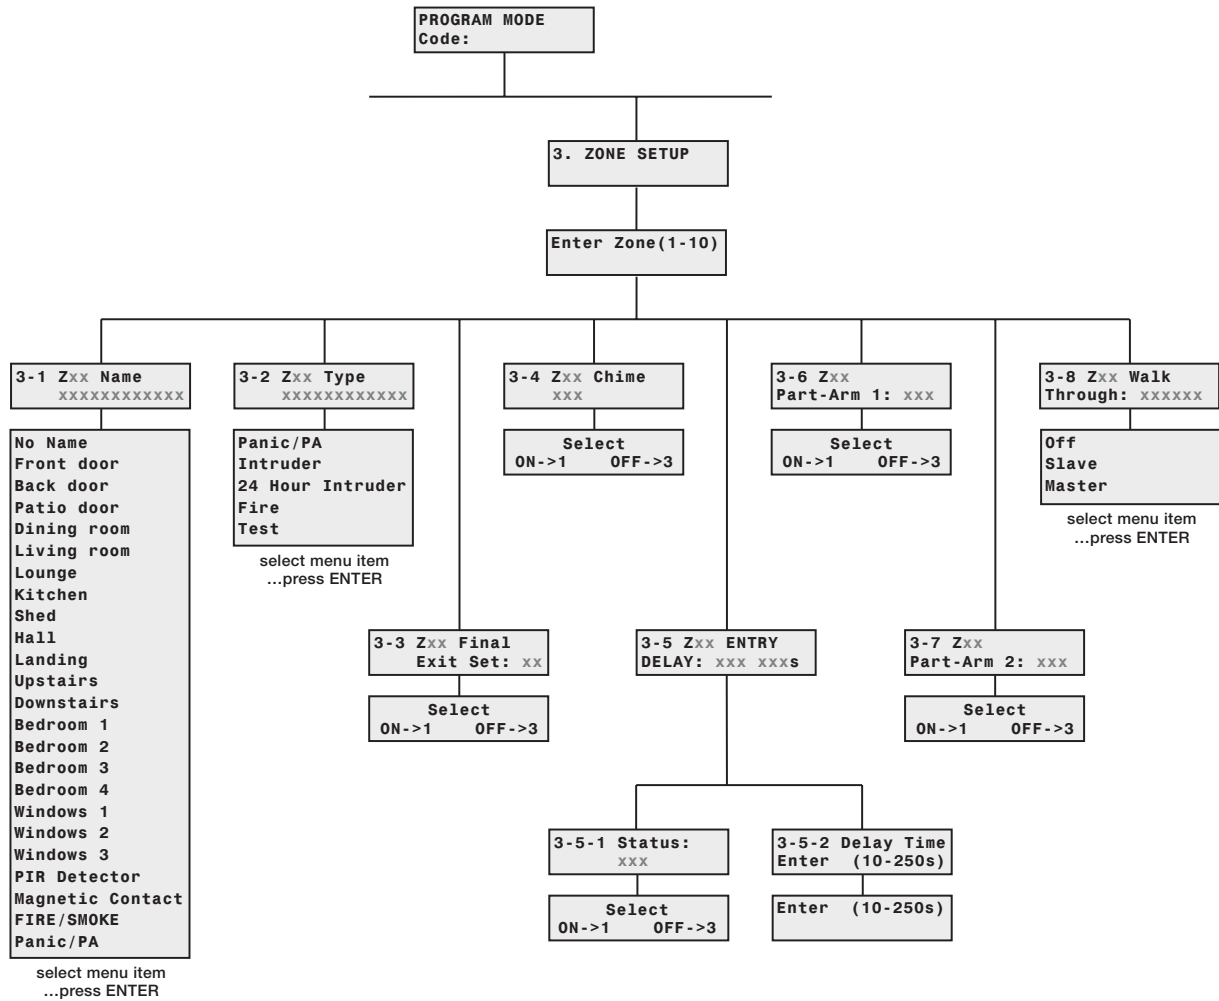 PROGRAM MODE
Code:
3. ZONE SETUP
Enter Zone(1-10)
3-1 Zxx Name
xxxxxxxxxxxx
No Name
Front door
Back door
Patio door
Dining room
Living room
Lounge
Kitchen
Shed
Hall
Landing
Upstairs
Downstairs
Bedroom 1
Bedroom 2
Bedroom 3
Bedroom 4
Windows 1
Windows 2
Windows 3
PIR Detector
Magnetic Contact
FIRE/SMOKE
Panic/PA
select menu item
...press ENTER
3-2 Zxx Type
xxxxxxxxxxxx
Panic/PA
Intruder
24 Hour Intruder
Fire
Test
select menu item
...press ENTER
3-3 Zxx Final
Exit Set: xx
Select
ON->1 OFF->3
3-4 Zxx Chime
xxx
Select
ON->1 OFF->3
3-5 Zxx ENTRY
DELAY: xxx xxxs
3-5-1 Status:
xxx
Select
ON->1 OFF->3
3-5-2 Delay Time
Enter (10-250s)
Enter (10-250s)
3-6 Zxx
Part-Arm 1: xxx
Select
ON->1 OFF->3
3-7 Zxx
Part-Arm 2: xxx
Select
ON->1 OFF->3
3-8 Zxx Walk
Through: xxxxxx
Off
Slave
Master
select menu item
...press ENTER